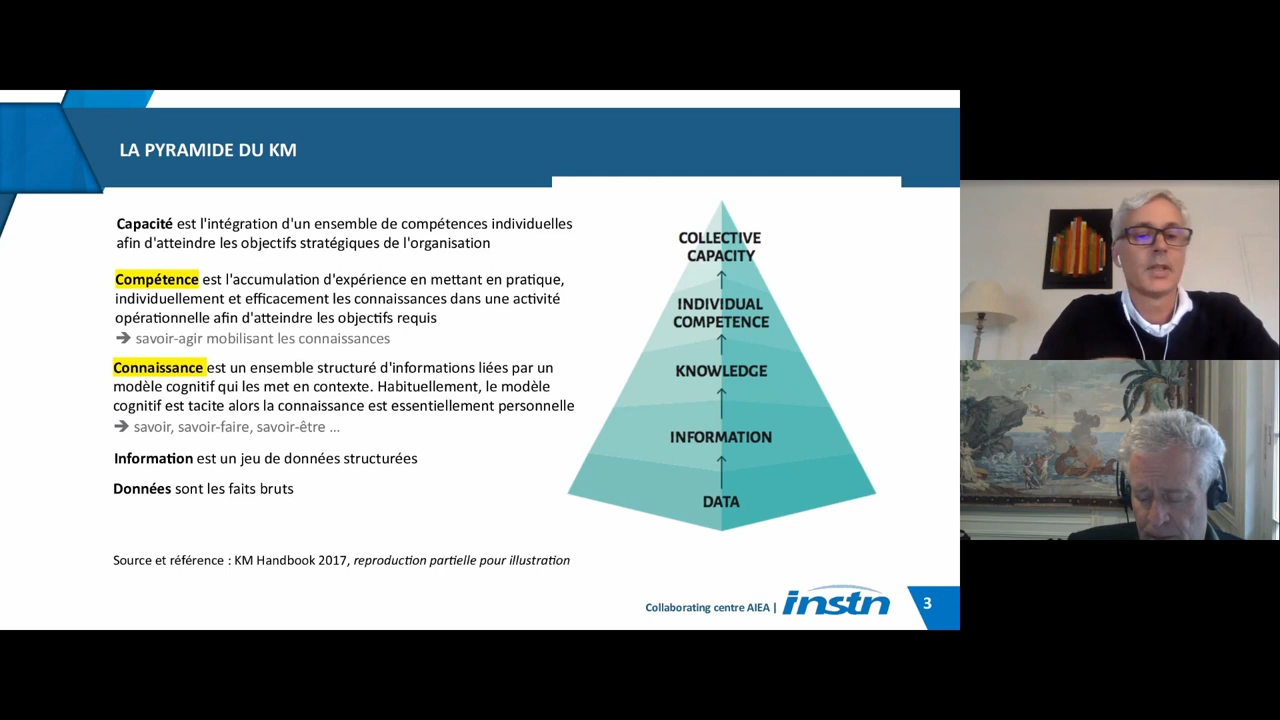 LA PYRAMIDE DU KM
Capacité est l'intégration d'un ensemble de compétences individuelles
afin d'atteindre les objectifs stratégiques de l'organisation
Compétence est l'accumulation d'expérience en mettant en pratique,
individuellement et efficacement les connaissances dans une activité
opérationnelle afin d'atteindre les objectifs requis
➔ savoir-agir mobilisant les connaissances
Connaissance est un ensemble structuré d'informations liées par un
modèle cognitif qui les met en contexte. Habituellement, le modèle
cognitif est tacite alors la connaissance est essentiellement personnelle
➔ savoir, savoir-faire, savoir-être ...
Information est un jeu de données structurées
Données sont les faits bruts
COLLECTIVE
CAPACITY
INDIVIDUAL
COMPETENCE
KNOWLEDGE
INFORMATION
DATA
Source et référence : KM Handbook 2017, reproduction partielle pour illustration
Collaborating centre AIEA | instn
3